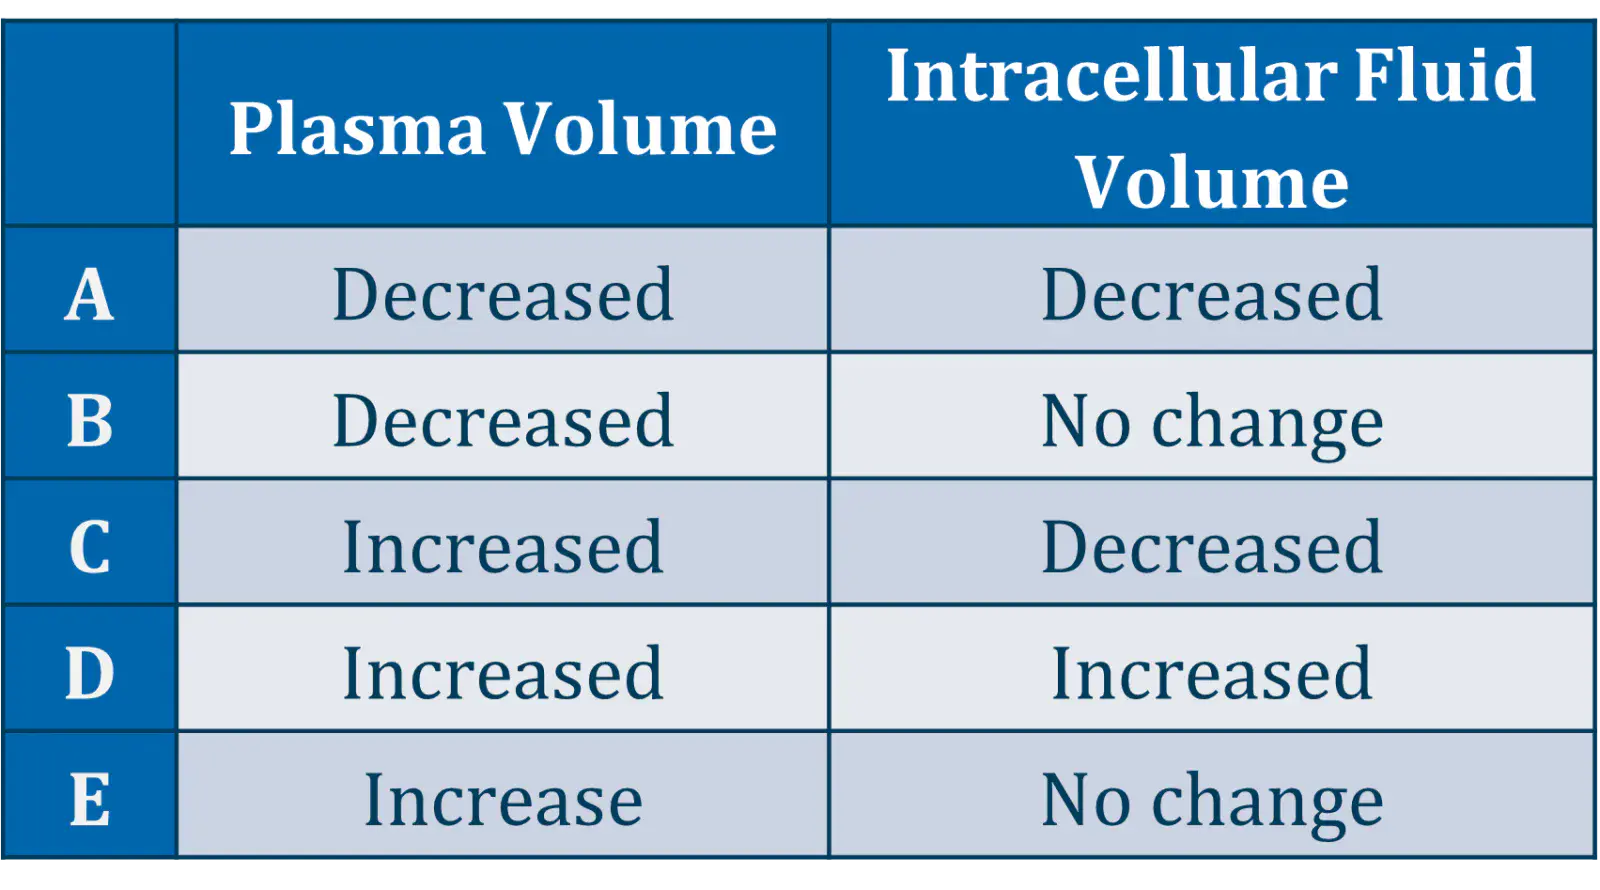 Plasma Volume
Intracellular Fluid
Volume
A Decreased Decreased
B Decreased No change
C Increased Decreased
D Increased Increased
E Increase No change